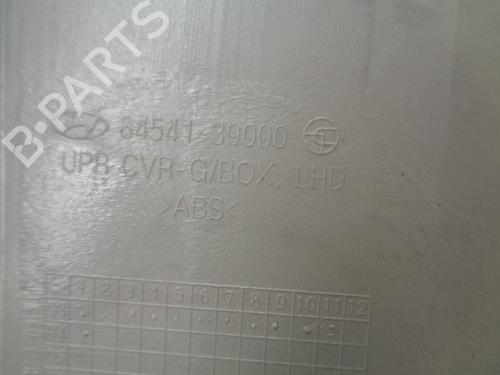 B-PARTS
84541-39000
UPR CVR-G/BOX, LHD
>ABS<
1 2 3 4 5 6 7 8 9 10 11 12